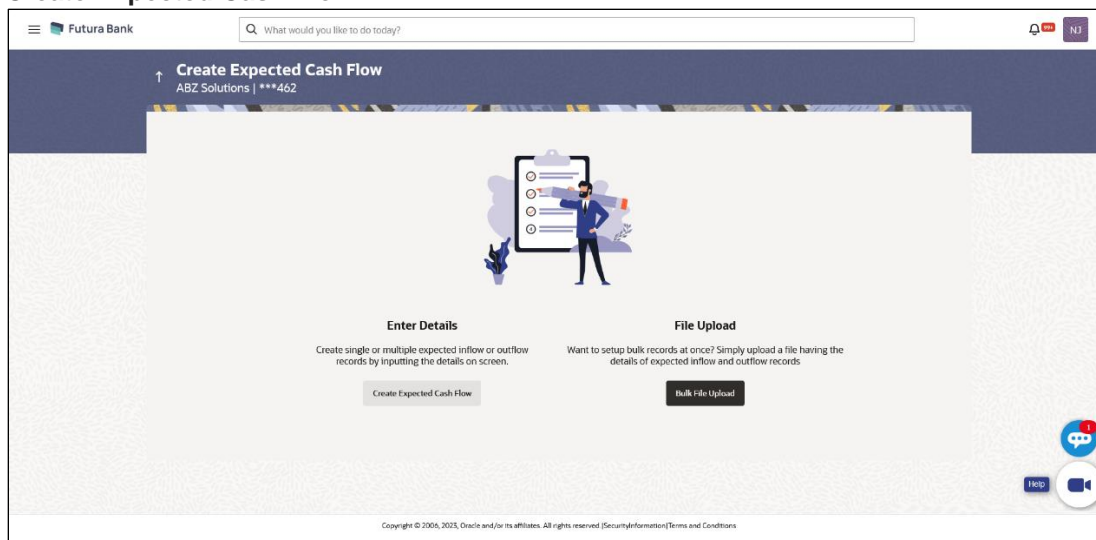 Futura Bank
What would you like to do today?
NJ
Create Expected Cash Flow
ABZ Solutions | ***462
Enter Details
Create single or multiple expected inflow or outflow
records by inputting the details on screen.
Create Expected Cash Flow
File Upload
Want to setup bulk records at once? Simply upload a file having the
details of expected inflow and outflow records
Bulk File Upload
1
Help
Copyright © 2006, 2023, Oracle and/or its affiliates. All rights reserved.|SecurityInformation|Terms and Conditions